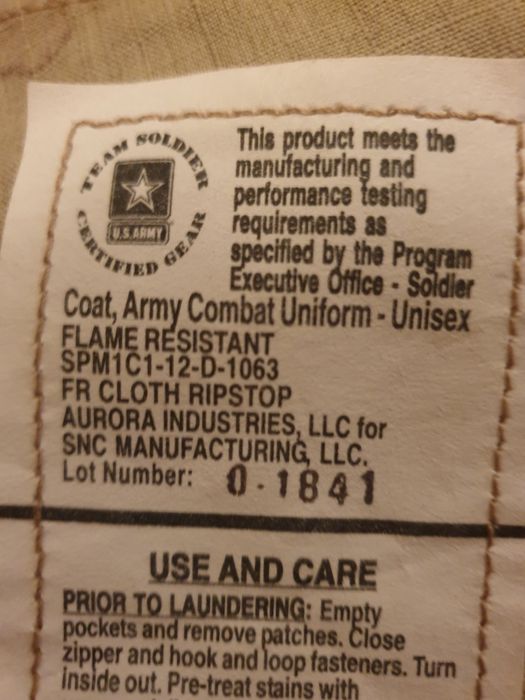 TEAM SOLDIER
CERTIFIED GEAR
U.S.ARMY
This product meets the
manufacturing and
performance testing
requirements as
specified by the Program
Executive Office - Soldier
Coat, Army Combat Uniform - Unisex
FLAME RESISTANT
SPM1C1-12-D-1063
FR CLOTH RIPSTOP
AURORA INDUSTRIES, LLC for
SNC MANUFACTURING, LLC.
Lot Number: 0-1841
USE AND CARE
PRIOR TO LAUNDERING: Empty
pockets and remove patches. Close
zipper and hook and loop fasteners. Turn
inside out. Pre-treat stains with